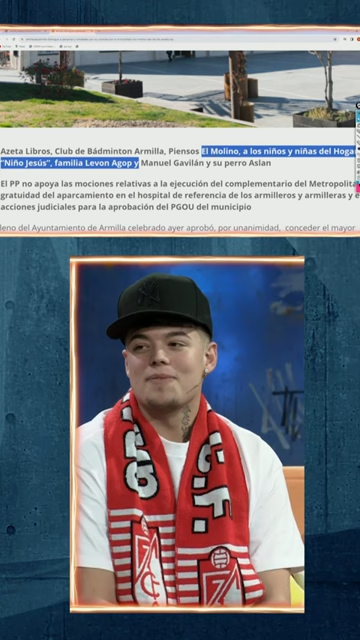 Azeta Libros, Club de Bádminton Armilla, Piensos El Molino, a los niños y niñas del Hogar
"Niño Jesús", familia Levon Agop y Manuel Gavilán y su perro Aslan
El PP no apoya las mociones relativas a la ejecución del complementario del Metropolita
gratuidad del aparcamiento en el hospital de referencia de los armilleros y armilleras y e
acciones judiciales para la aprobación del PGOU del municipio
leno del Ayuntamiento de Armilla celebrado ayer aprobó, por unanimidad, conceder el mayor
C.F.